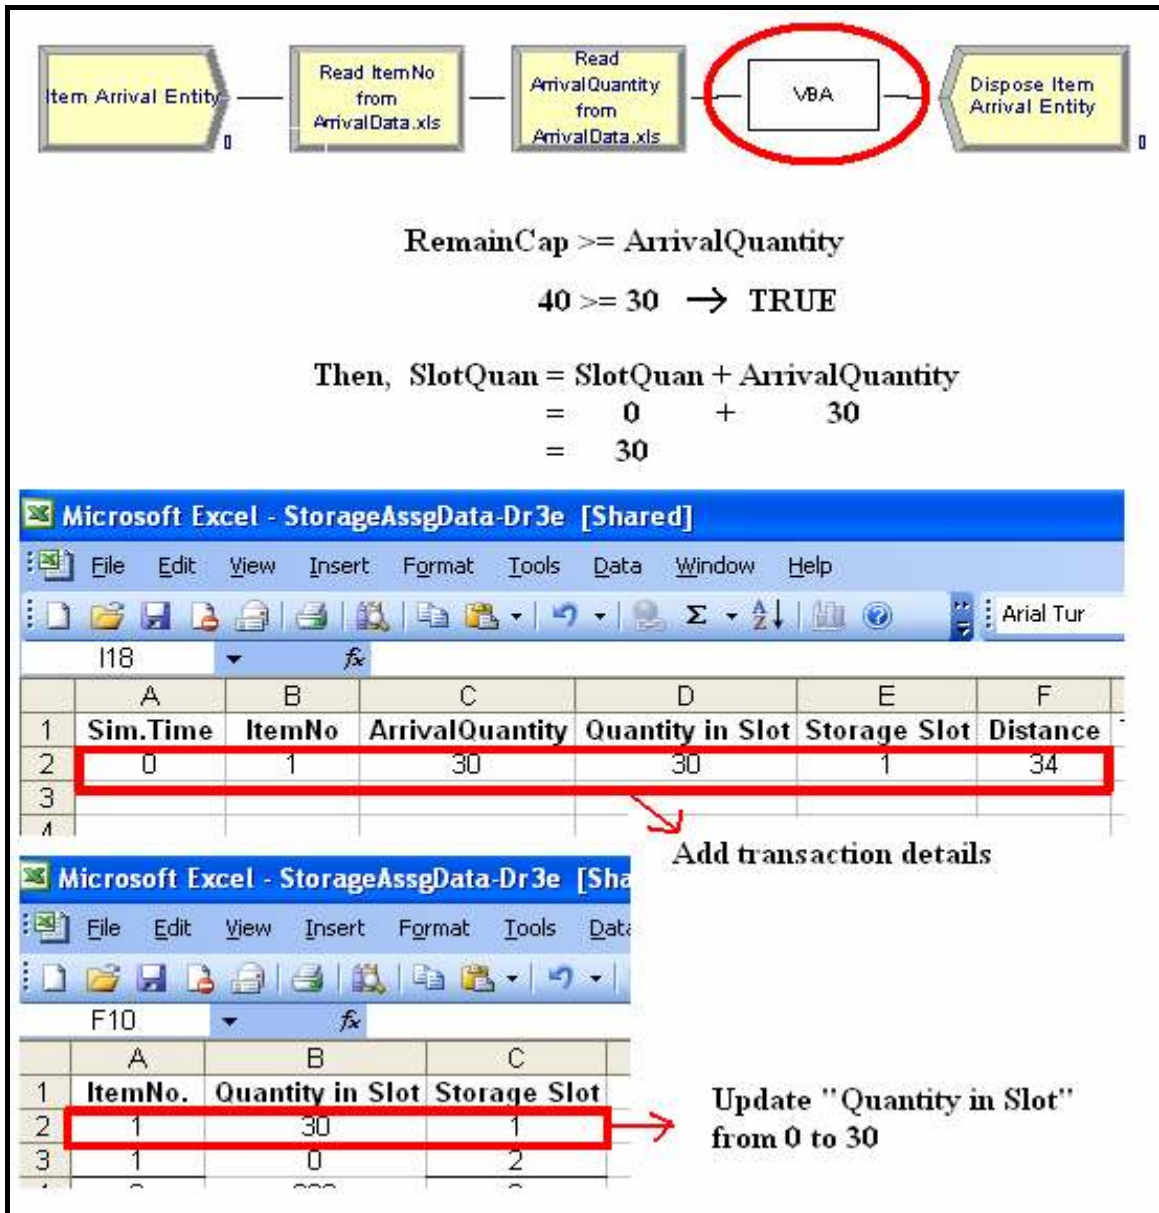 Item Arrival Entity
0
Read ItemNo
from
ArrivalData.xls
Read
ArrivalQuantity
from
ArrivalData.xls
VBA
Dispose Item
Arrival Entity
0
RemainCap >= ArrivalQuantity
40 >= 30 → TRUE
Then, SlotQuan = SlotQuan + ArrivalQuantity
= 0 + 30
= 30
Microsoft Excel - StorageAssgData-Dr3e [Shared]
File Edit View Insert Format Tools Data Window Help
Arial Tur
I18 fx
A B C D E F
1 Sim.Time ItemNo ArrivalQuantity Quantity in Slot Storage Slot Distance
2 0 1 30 30 1 34
3
4
Add transaction details
Microsoft Excel - StorageAssgData-Dr3e [Sha
File Edit View Insert Format Tools Data
F10 fx
A B C
1 ItemNo. Quantity in Slot Storage Slot
2 1 30 1
3 1 0 2
Update "Quantity in Slot"
from 0 to 30